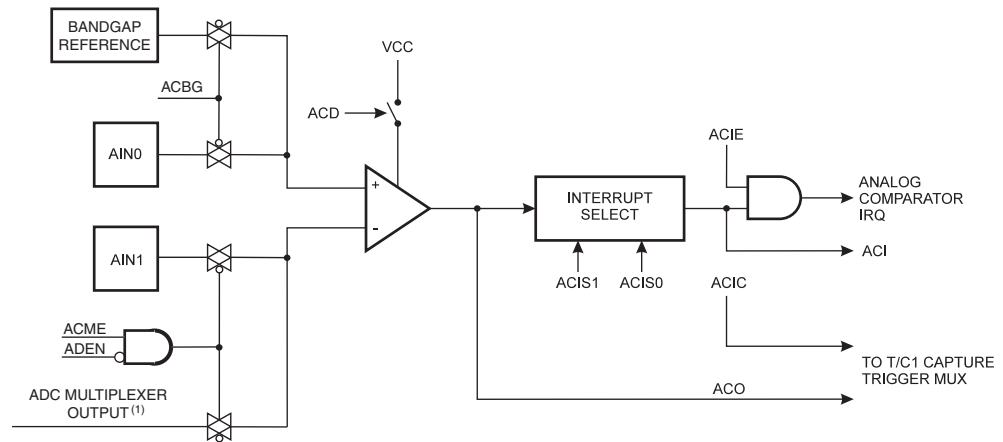 BANDGAP
REFERENCE
ACBG
VCC
ACD
AIN0
+
-
AIN1
ACME
ADEN
ADC MULTIPLEXER
OUTPUT (1)
INTERRUPT
SELECT
ACIS1
ACIS0
ACIE
ANALOG
COMPARATOR
IRQ
ACI
ACIC
TO T/C1 CAPTURE
TRIGGER MUX
ACO